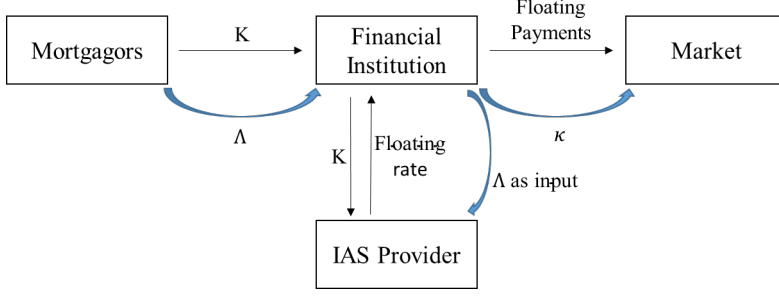 K
Floating
Payments
Mortgagors
Financial
Institution
Market
Λ
κ
K
Floating
rate
Λ as input
IAS Provider